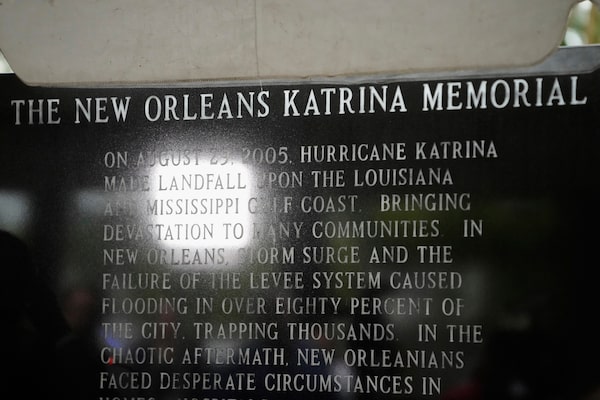 THE NEW ORLEANS KATRINA MEMORIAL
ON AUGUST 29, 2005, HURRICANE KATRINA
MADE LANDFALL UPON THE LOUISIANA
AND MISSISSIPPI GULF COAST. BRINGING
DEVASTATION TO MANY COMMUNITIES. IN
NEW ORLEANS, STORM SURGE AND THE
FAILURE OF THE LEVEE SYSTEM CAUSED
FLOODING IN OVER EIGHTY PERCENT OF
THE CITY, TRAPPING THOUSANDS. IN THE
CHAOTIC AFTERMATH, NEW ORLEANIANS
FACED DESPERATE CIRCUMSTANCES IN